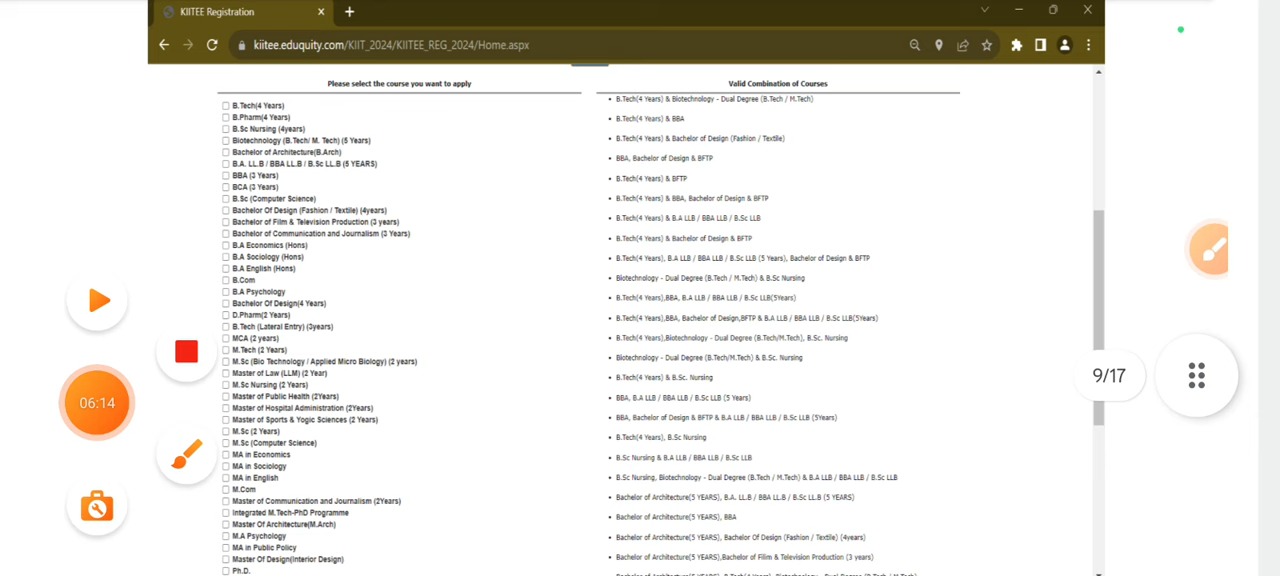 KIITEE Registration
kiitee.eduquity.com/KIIT_2024/KIITEE_REG_2024/Home.aspx
Please select the course you want to apply
B.Tech(4 Years)
B.Pharm(4 Years)
B.Sc Nursing (4years)
Biotechnology (B.Tech/ M. Tech) (5 Years)
Bachelor of Architecture(B.Arch)
B.A. LL.B / BBA LL.B / B.Sc LL.B (5 YEARS)
BBA (3 Years)
BCA (3 Years)
B.Sc (Computer Science)
Bachelor Of Design (Fashion / Textile) (4years)
Bachelor of Film & Television Production (3 years)
Bachelor of Communication and Journalism (3 Years)
B.A Economics (Hons)
B.A Sociology (Hons)
B.A English (Hons)
B.Com
B.A Psychology
Bachelor Of Design(4 Years)
D.Pharm(2 Years)
B.Tech (Lateral Entry) (3years)
MCA (2 years)
M.Tech (2 Years)
M.Sc (Bio Technology / Applied Micro Biology) (2 years)
Master of Law (LLM) (2 Year)
M.Sc Nursing (2 Years)
Master of Public Health (2Years)
Master of Hospital Administration (2Years)
Master of Sports & Yogic Sciences (2 Years)
M.Sc (2 Years)
M.Sc (Computer Science)
MA in Economics
MA in Sociology
MA in English
M.Com
Master of Communication and Journalism (2Years)
Integrated M.Tech-PhD Programme
Master Of Architecture(M.Arch)
M.A Psychology
MA in Public Policy
Master Of Design(Interior Design)
Ph.D.
Valid Combination of Courses
B.Tech(4 Years) & Biotechnology - Dual Degree (B.Tech / M.Tech)
B.Tech(4 Years) & BBA
B.Tech(4 Years) & Bachelor of Design (Fashion / Textile)
BBA, Bachelor of Design & BFTP
B.Tech(4 Years) & BFTP
B.Tech(4 Years) & BBA, Bachelor Of Design & BFTP
B.Tech(4 Years) & B.A LLB / BBA LLB / B.Sc LLB
B.Tech(4 Years) & Bachelor of Design & BFTP
B.Tech(4 Years), B.A LLB / BBA LLB / B.Sc LLB (5 Years), Bachelor of Design & BFTP
Biotechnology - Dual Degree (B.Tech / M.Tech) & B.Sc Nursing
B.Tech(4 Years),BBA, B.A LLB / BBA LLB / B.Sc LLB(5Years)
B.Tech(4 Years),BBA, Bachelor of Design,BFTP & B.A LLB / BBA LLB / B.Sc LLB(5Years)
B.Tech(4 Years),Biotechnology - Dual Degree (B.Tech/M.Tech), B.Sc. Nursing
Biotechnology - Dual Degree (B.Tech/M.Tech) & B.Sc Nursing
B.Tech(4 Years) & B.Sc. Nursing
BBA, B.A LLB / BBA LLB / B.Sc LLB (5 Years)
BBA, Bachelor of Design & BFTP & B.A LLB / BBA LLB / B.Sc LLB (5Years)
B.Tech(4 Years), B.Sc Nursing
B.Sc Nursing & B.A LLB / BBA LLB / B.Sc LLB
B.Sc Nursing, Biotechnology - Dual Degree (B.Tech / M.Tech) & B.A LLB / BBA LLB / B.Sc LLB
Bachelor of Architecture(5 YEARS), B.A. LL.B / BBA LL.B / B.Sc LL.B (5 YEARS)
Bachelor of Architecture(5 YEARS), BBA
Bachelor of Architecture(5 YEARS), Bachelor Of Design (Fashion / Textile) (4years)
Bachelor of Architecture(5 YEARS),Bachelor of Film & Television Production (3 years)
06:14
9/17